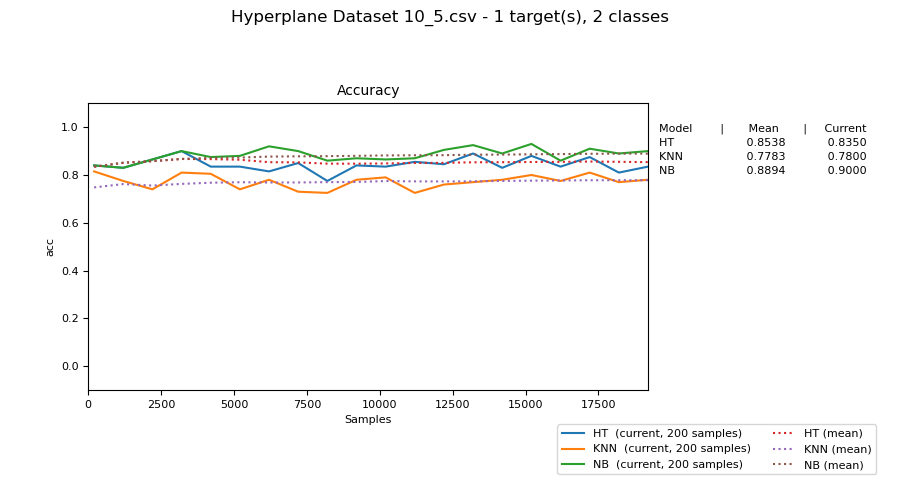 Hyperplane Dataset 10_5.csv - 1 target(s), 2 classes
Accuracy
Model | Mean | Current
HT 0.8538 0.8350
KNN 0.7783 0.7800
NB 0.8894 0.9000
1.0
0.8
0.6
0.4
0.2
0.0
acc
0 2500 5000 7500 10000 12500 15000 17500
Samples
HT (current, 200 samples) HT (mean)
KNN (current, 200 samples) KNN (mean)
NB (current, 200 samples) NB (mean)